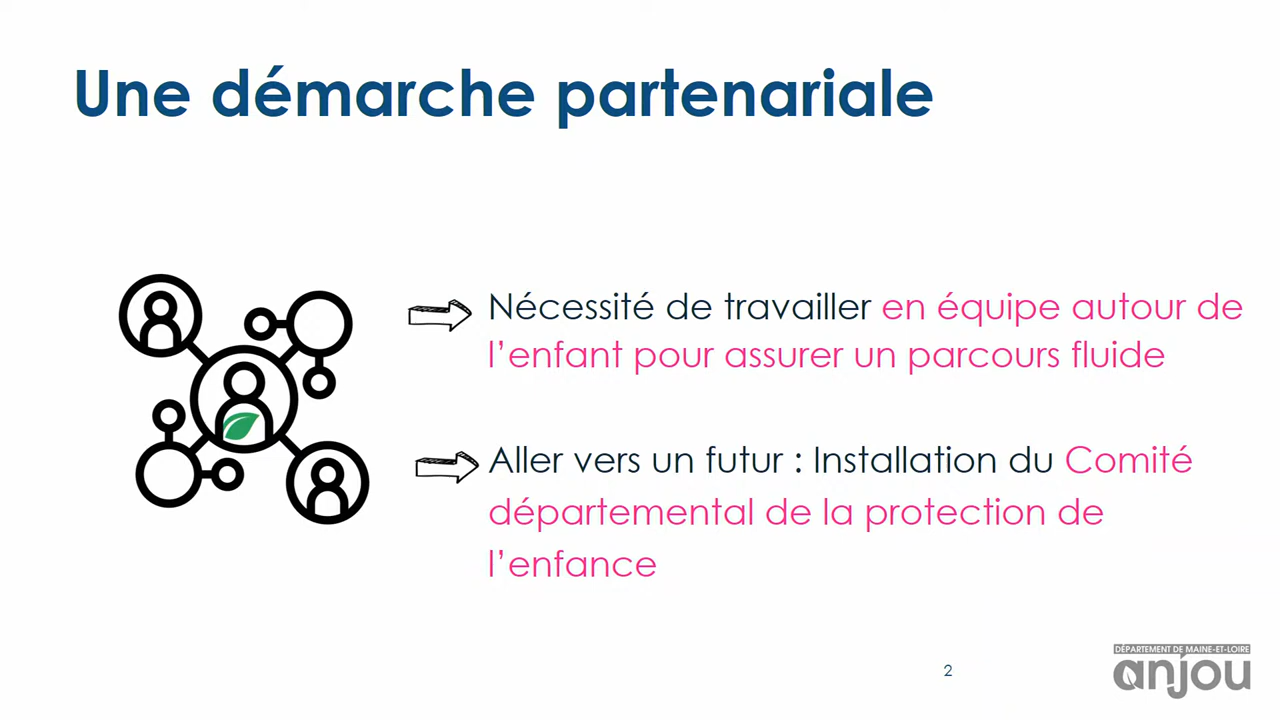 Une démarche partenariale
Nécessité de travailler en équipe autour de
l’enfant pour assurer un parcours fluide
Aller vers un futur : Installation du Comité
départemental de la protection de
l’enfance
2
DÉPARTEMENT DE MAINE-ET-LOIRE
anjou